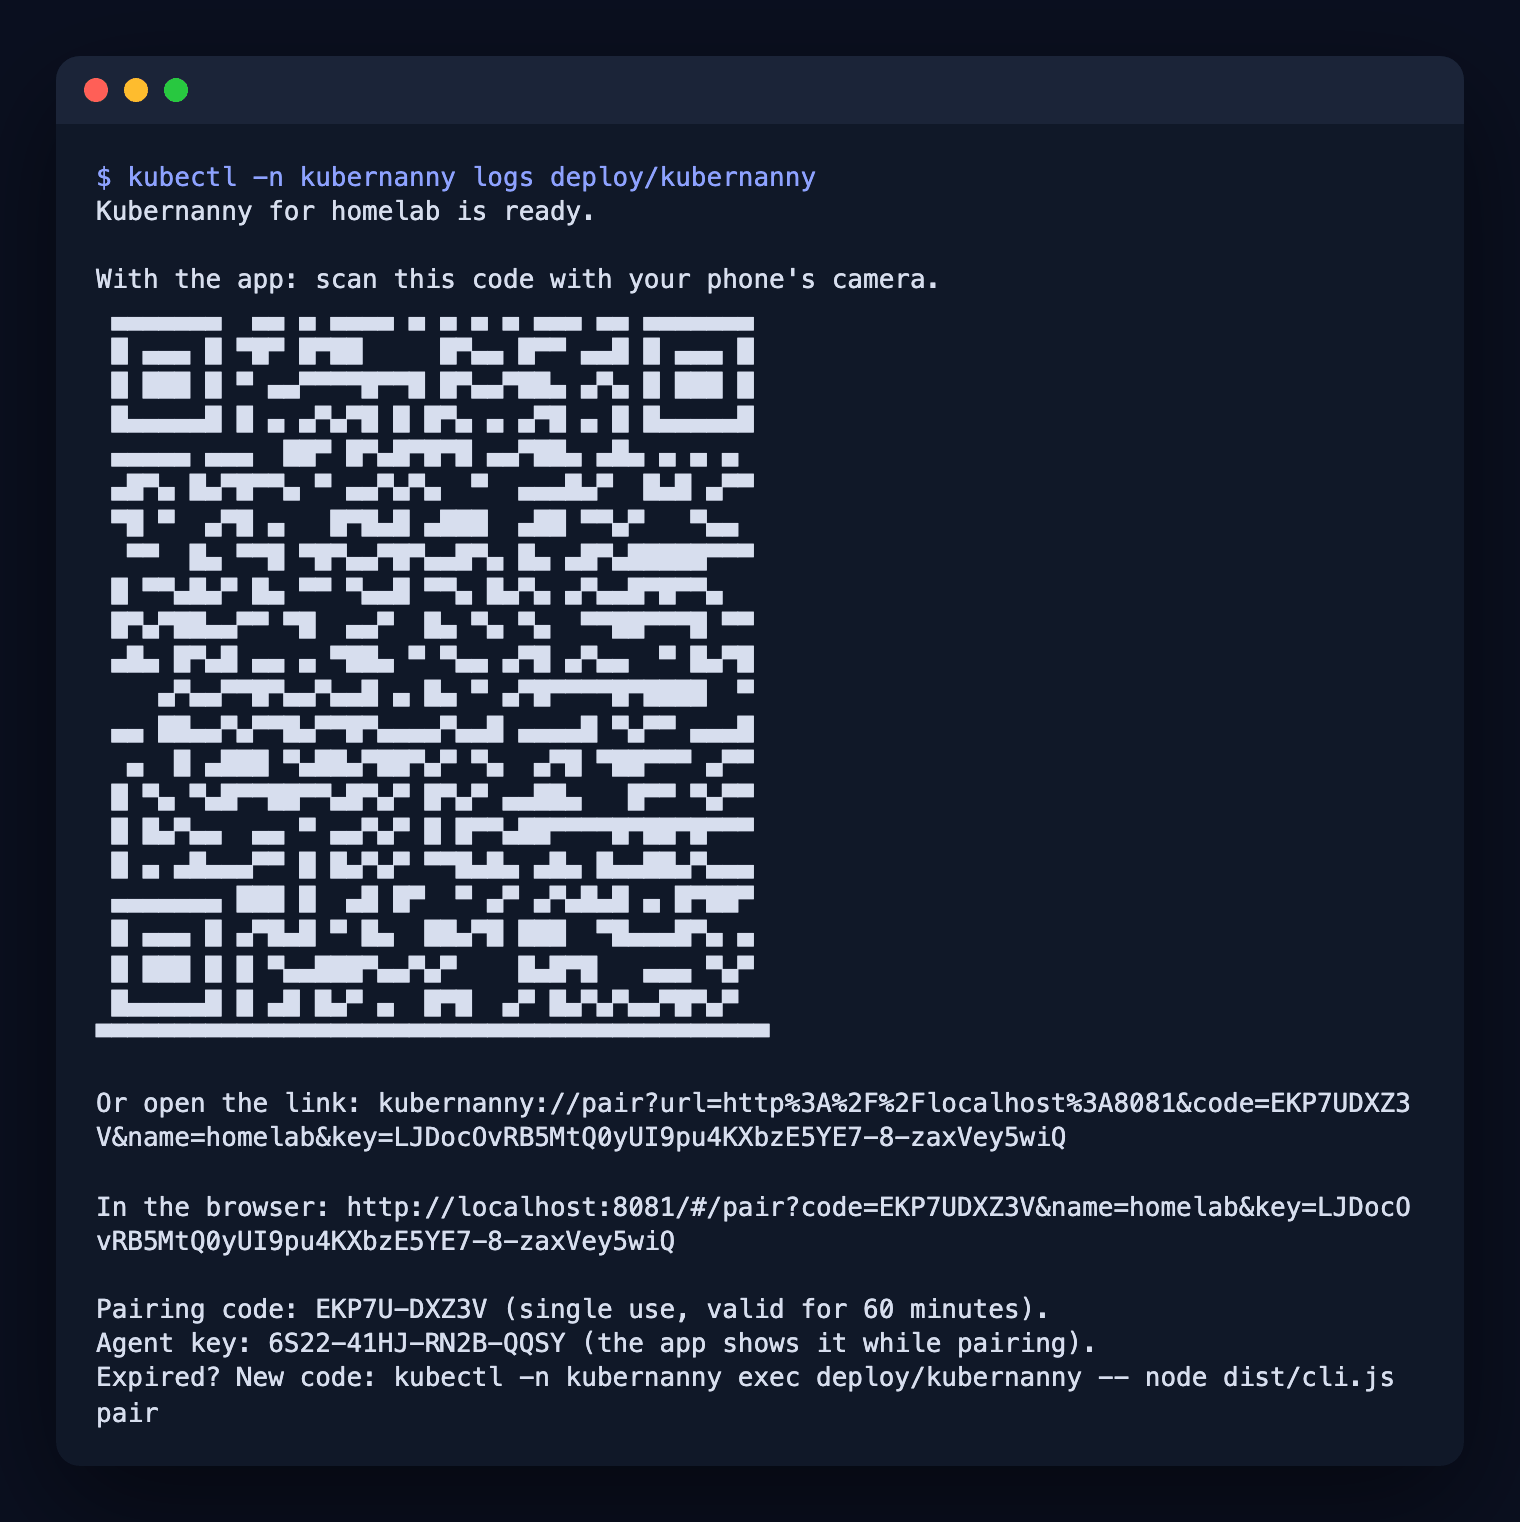 $ kubectl -n kubernanny logs deploy/kubernanny
Kubernanny for homelab is ready.
With the app: scan this code with your phone's camera.
Or open the link: kubernanny://pair?url=http%3A%2F%2Flocalhost%3A8081&code=EKP7UDXZ3
V&name=homelab&key=LJDocOvRB5MtQ0yUI9pu4KXbzE5YE7-8-zaxVey5wiQ
In the browser: http://localhost:8081/#/pair?code=EKP7UDXZ3V&name=homelab&key=LJDocO
vRB5MtQ0yUI9pu4KXbzE5YE7-8-zaxVey5wiQ
Pairing code: EKP7U-DXZ3V (single use, valid for 60 minutes).
Agent key: 6S22-41HJ-RN2B-QQSY (the app shows it while pairing).
Expired? New code: kubectl -n kubernanny exec deploy/kubernanny -- node dist/cli.js
pair